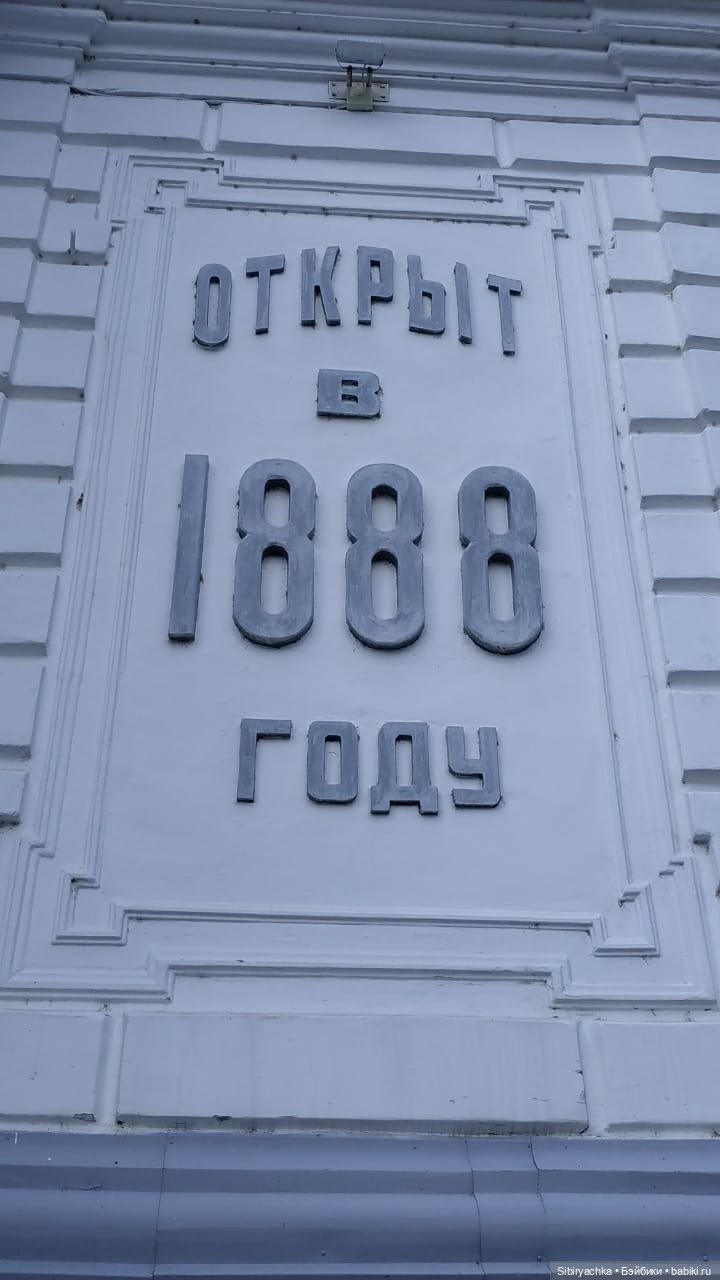 ОТКРЫТ
В
1888
ГОДУ
Sibiryachka • Бэйбики • babiki.ru